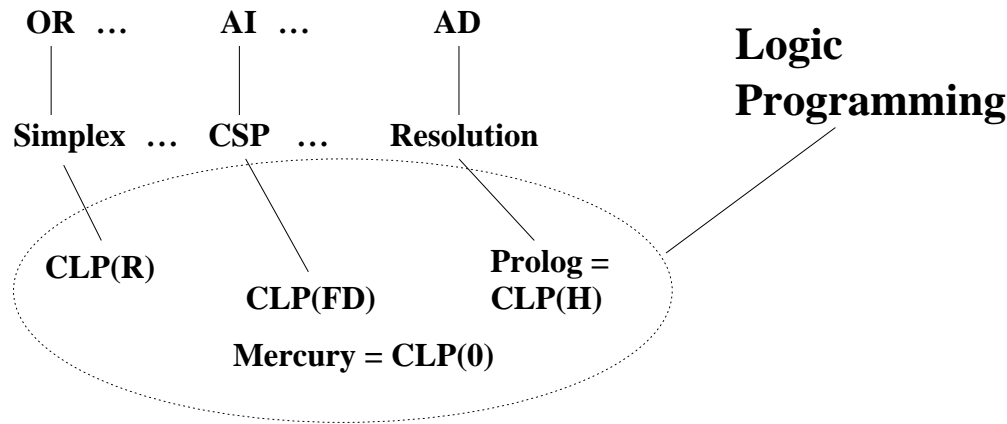 OR … AI … AD
Logic
Programming
Simplex … CSP … Resolution
CLP(R)
Prolog =
CLP(H)
CLP(FD)
Mercury = CLP(0)